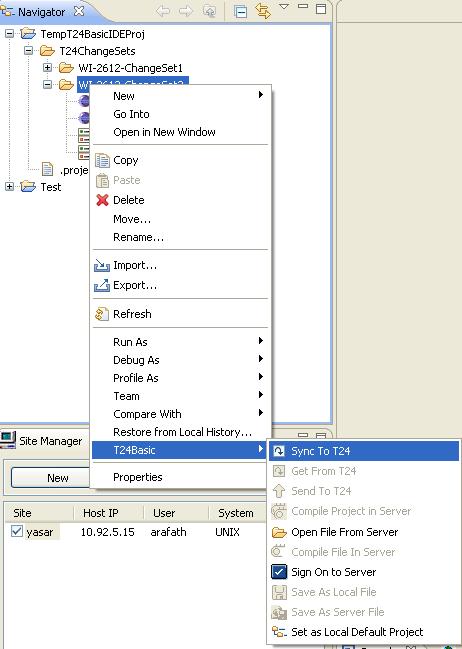 Navigator
TempT24BasicIDEProj
T24ChangeSets
WI-2612-ChangeSet1
WI-2612-ChangeSet2
.proje
Test
New
Go Into
Open in New Window
Copy
Paste
Delete
Move...
Rename...
Import...
Export...
Refresh
Run As
Debug As
Profile As
Team
Compare With
Restore from Local History...
T24Basic
Properties
Sync To T24
Get From T24
Send To T24
Compile Project in Server
Open File From Server
Compile File In Server
Sign On to Server
Save As Local File
Save As Server File
Set as Local Default Project
Site Manager
New
Site Host IP User System
yasar 10.92.5.15 arafath UNIX